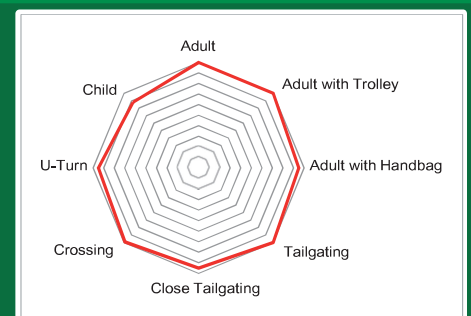 Adult
Child
Adult with Trolley
U-Turn
Adult with Handbag
Crossing
Tailgating
Close Tailgating